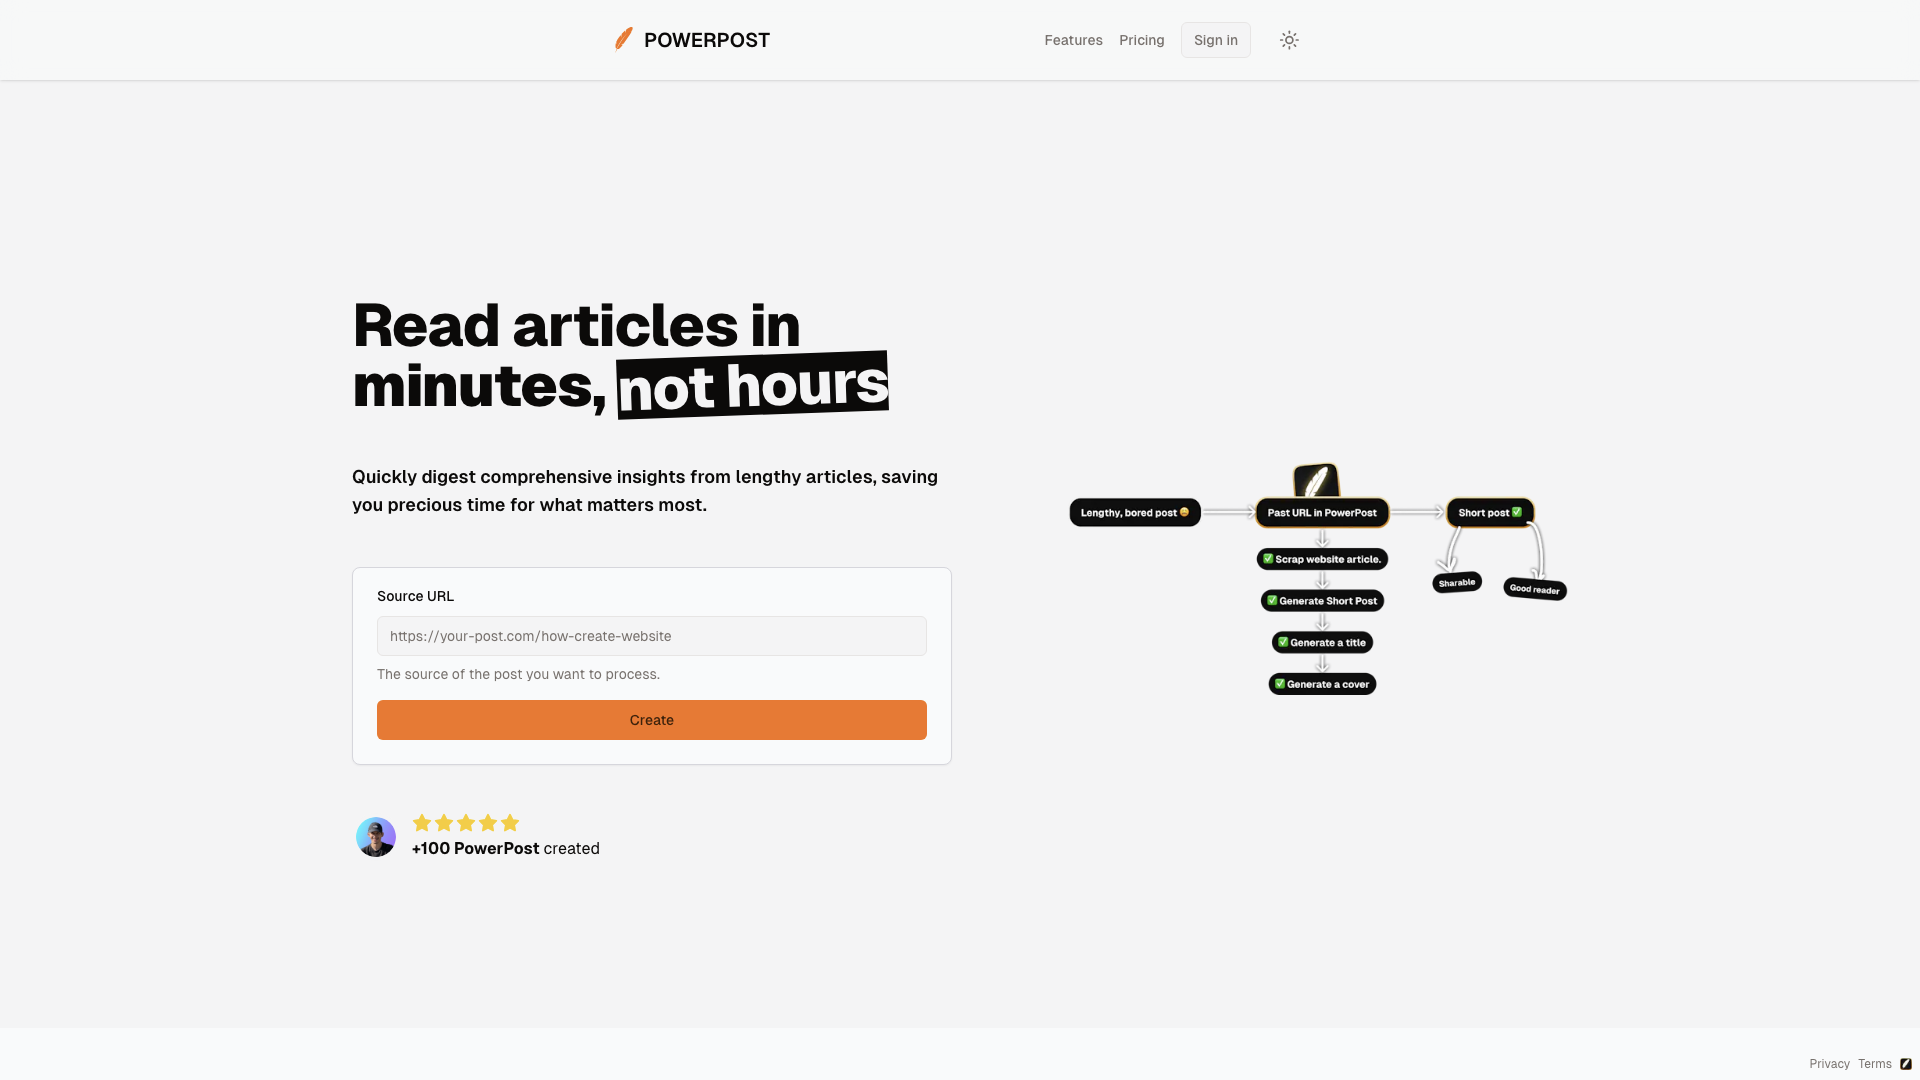 POWERPOST
Features
Pricing
Sign in
Read articles in
minutes, not hours
Quickly digest comprehensive insights from lengthy articles, saving
you precious time for what matters most.
Source URL
https://your-post.com/how-create-website
The source of the post you want to process.
Create
+100 PowerPost created
Lengthy, bored post 😄
Past URL in PowerPost
Short post ✅
✅ Scrap website article.
✅ Generate Short Post
✅ Generate a title
✅ Generate a cover
Sharable
Good reader
Privacy
Terms